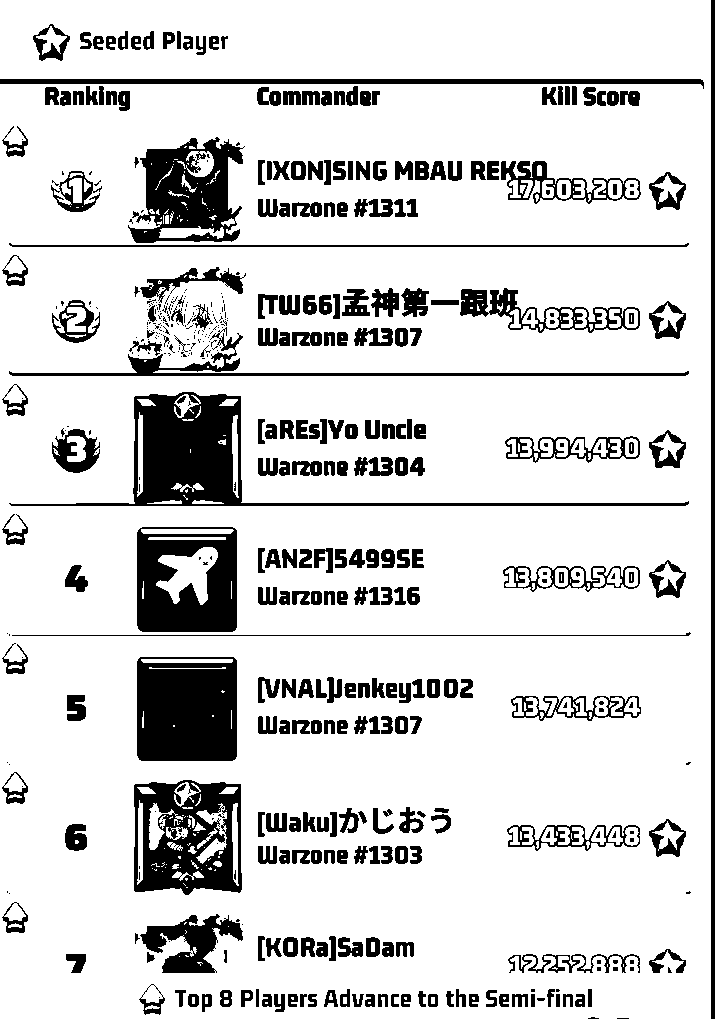 Seeded Player
Ranking Commander Kill Score
1 [IXON]SING MBAU REKSO 17,603,208
Warzone #1311
2 [TW66]孟神第一跟班 14,833,350
Warzone #1307
3 [aREs]Yo Uncle 13,994,430
Warzone #1304
4 [AN2F]5499SE 13,809,540
Warzone #1316
5 [VNAL]Jenkey1002 13,741,824
Warzone #1307
6 [Waku]かじおう 13,433,448
Warzone #1303
7 [KORa]SaDam 12,252,888
Top 8 Players Advance to the Semi-final